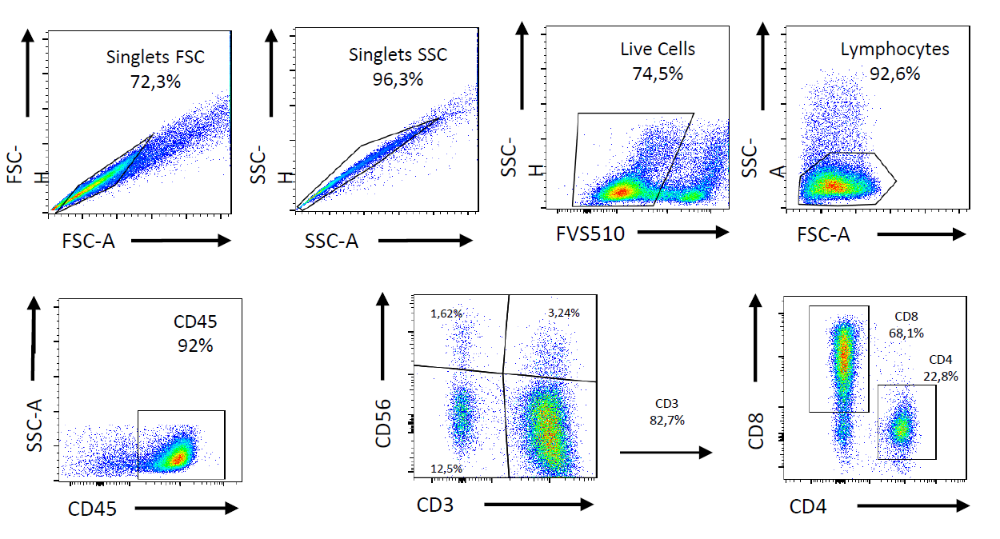 Singlets FSC
72,3%
FSC-
H
FSC-A
Singlets SSC
96,3%
SSC-
H
SSC-A
Live Cells
74,5%
SSC-
H
FVS510
Lymphocytes
92,6%
SSC-
A
FSC-A
CD45
92%
SSC-A
CD45
1,62%
3,24%
12,5%
CD56
CD3
CD3
82,7%
CD8
68,1%
CD4
22,8%
CD8
CD4